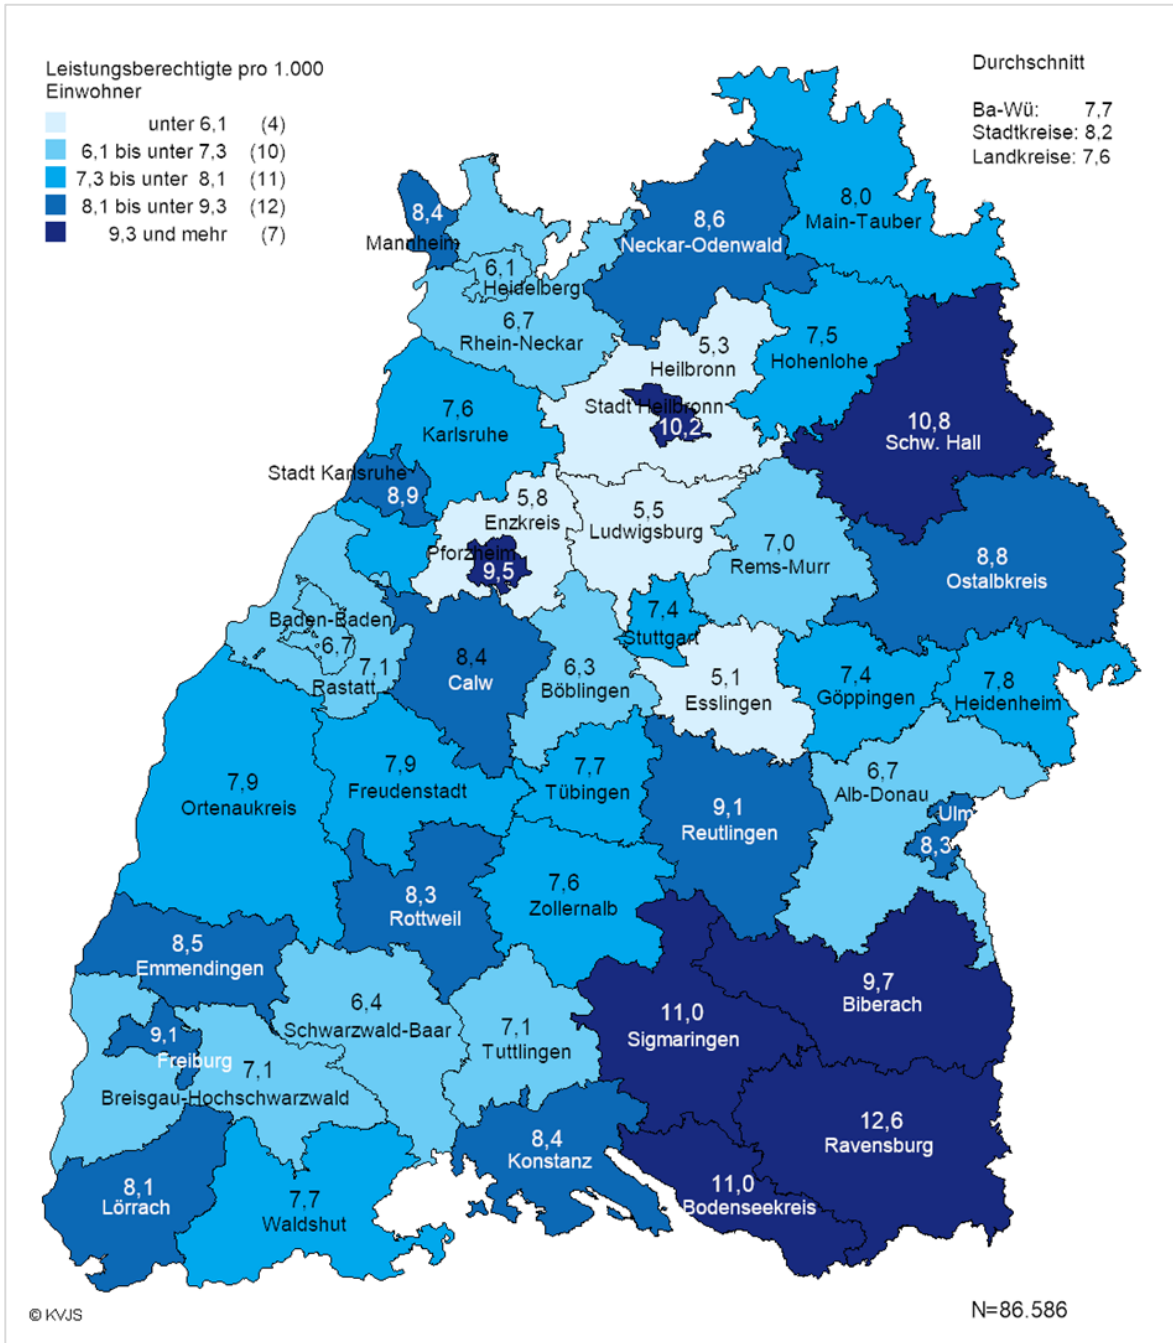 Leistungsberechtigte pro 1.000
Einwohner
unter 6,1 (4)
6,1 bis unter 7,3 (10)
7,3 bis unter 8,1 (11)
8,1 bis unter 9,3 (12)
9,3 und mehr (7)
Durchschnitt
Ba-Wü: 7,7
Stadtkreise: 8,2
Landkreise: 7,6
8,0
Main-Tauber
8,4
Mannheim
8,6
Neckar-Odenwald
6,1
Heidelberg
6,7
Rhein-Neckar
5,3
Heilbronn
7,5
Hohenlohe
Stadt Heilbronn
10,2
7,6
Karlsruhe
10,8
Schw. Hall
Stadt Karlsruhe
8,9
5,8
Enzkreis
5,5
Ludwigsburg
7,0
Rems-Murr
Pforzheim
9,5
8,8
Ostalbkreis
Baden-Baden
6,7
7,1
Rastatt
8,4
Calw
6,3
Böblingen
7,4
Stuttgart
5,1
Esslingen
7,4
Göppingen
7,8
Heidenheim
7,9
Ortenaukreis
7,9
Freudenstadt
7,7
Tübingen
9,1
Reutlingen
6,7
Alb-Donau
Ulm
8,3
8,3
Rottweil
7,6
Zollernalb
8,5
Emmendingen
6,4
Schwarzwald-Baar
7,1
Tuttlingen
11,0
Sigmaringen
9,7
Biberach
9,1
Freiburg
7,1
Breisgau-Hochschwarzwald
8,4
Konstanz
12,6
Ravensburg
8,1
Lörrach
7,7
Waldshut
11,0
Bodenseekreis
© KVJS
N=86.586